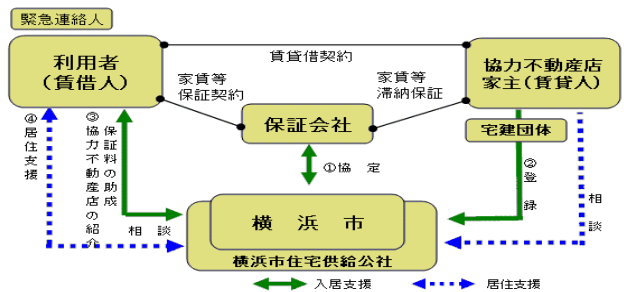 緊急連絡人
利用者
（賃借人）
賃貸借契約
協力不動産店
家主（賃貸人）
家賃等
保証契約
家賃等
滞納保証
保証会社
宅建団体
④居住支援
③協力不動産店の紹介
保証料の助成
①協　定
②登　録
相　談
相　談
横　浜　市
横浜市住宅供給公社
入居支援
居住支援